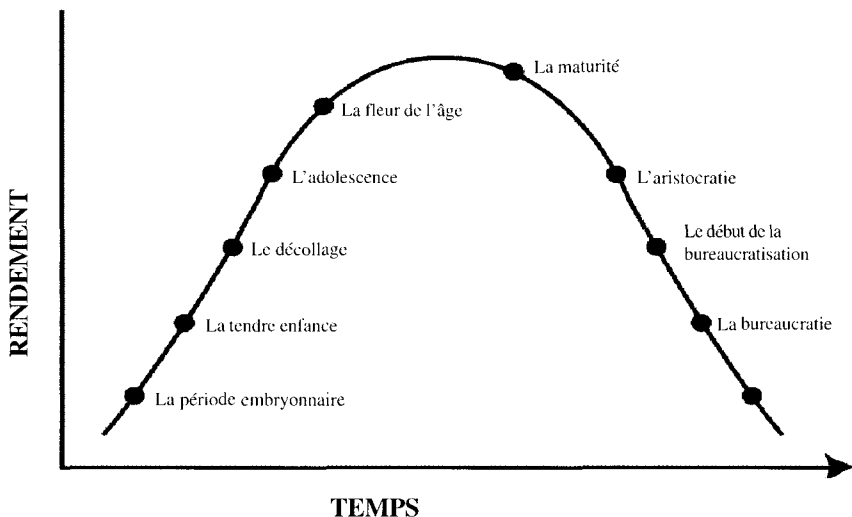 La maturité
La fleur de l'âge
L'adolescence
L'aristocratie
Le décollage
Le début de la
bureaucratisation
La tendre enfance
La bureaucratie
La période embryonnaire
RENDEMENT
TEMPS